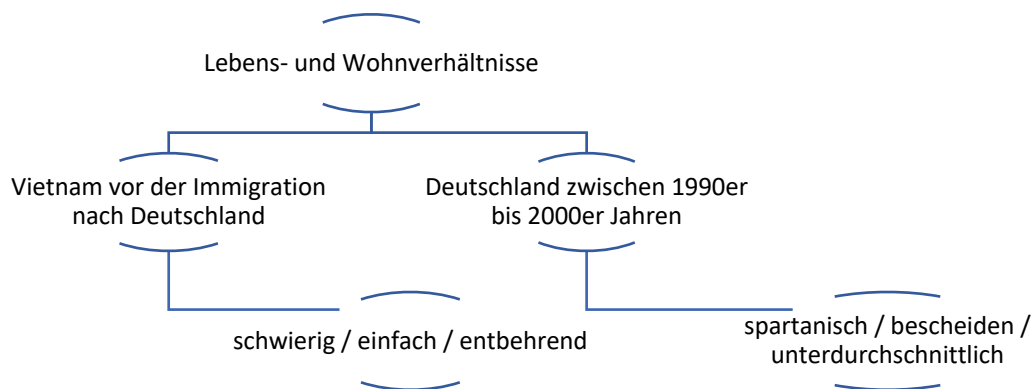 Lebens- und Wohnverhältnisse
Vietnam vor der Immigration
nach Deutschland
Deutschland zwischen 1990er
bis 2000er Jahren
schwierig / einfach / entbehrend
spartanisch / bescheiden /
unterdurchschnittlich